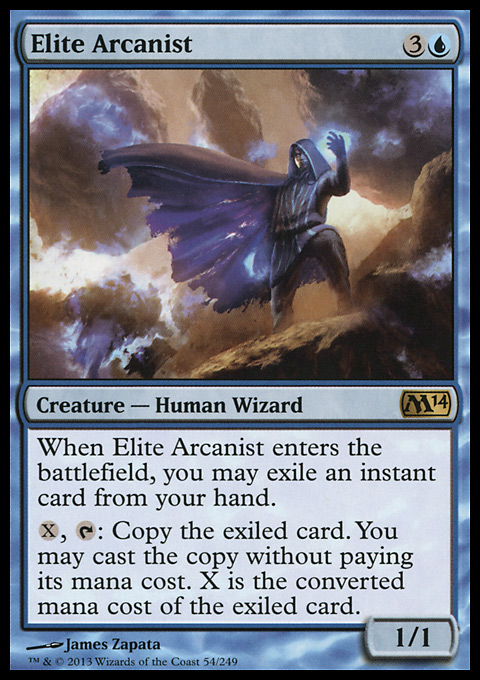 Elite Arcanist 3
Creature — Human Wizard M14
When Elite Arcanist enters the
battlefield, you may exile an instant
card from your hand.
X, : Copy the exiled card. You
may cast the copy without paying
its mana cost. X is the converted
mana cost of the exiled card.
1/1
James Zapata
™ & © 2013 Wizards of the Coast 54/249